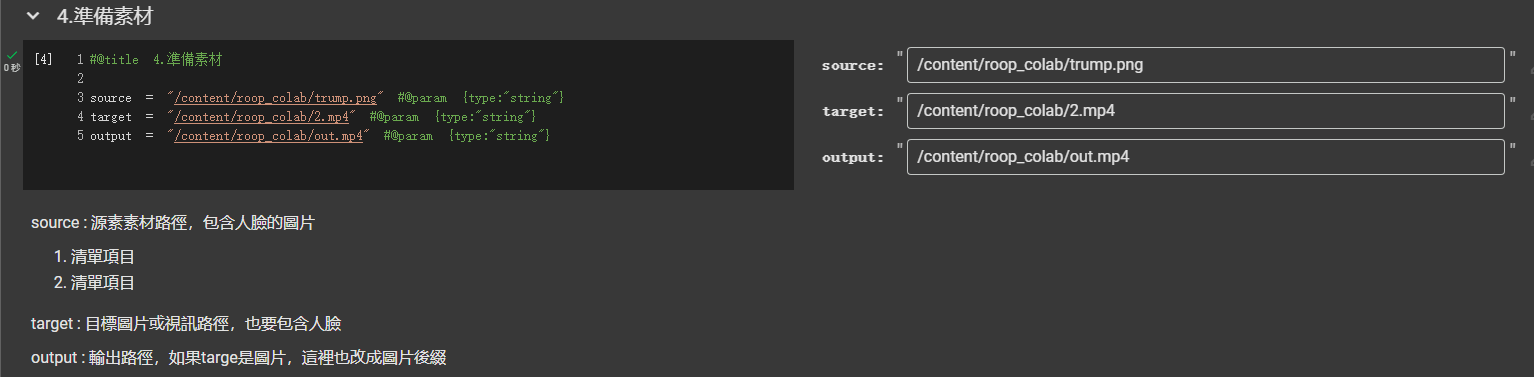 4.準備素材
[4]
0 秒
1 #@title 4.準備素材
2
3 source = "/content/roop_colab/trump.png" #@param {type:"string"}
4 target = "/content/roop_colab/2.mp4" #@param {type:"string"}
5 output = "/content/roop_colab/out.mp4" #@param {type:"string"}
source: "/content/roop_colab/trump.png"
target: "/content/roop_colab/2.mp4"
output: "/content/roop_colab/out.mp4"
source : 源素素材路徑，包含人臉的圖片
1. 清單項目
2. 清單項目
target : 目標圖片或視訊路徑，也要包含人臉
output : 輸出路徑，如果targe是圖片，這裡也改成圖片後綴